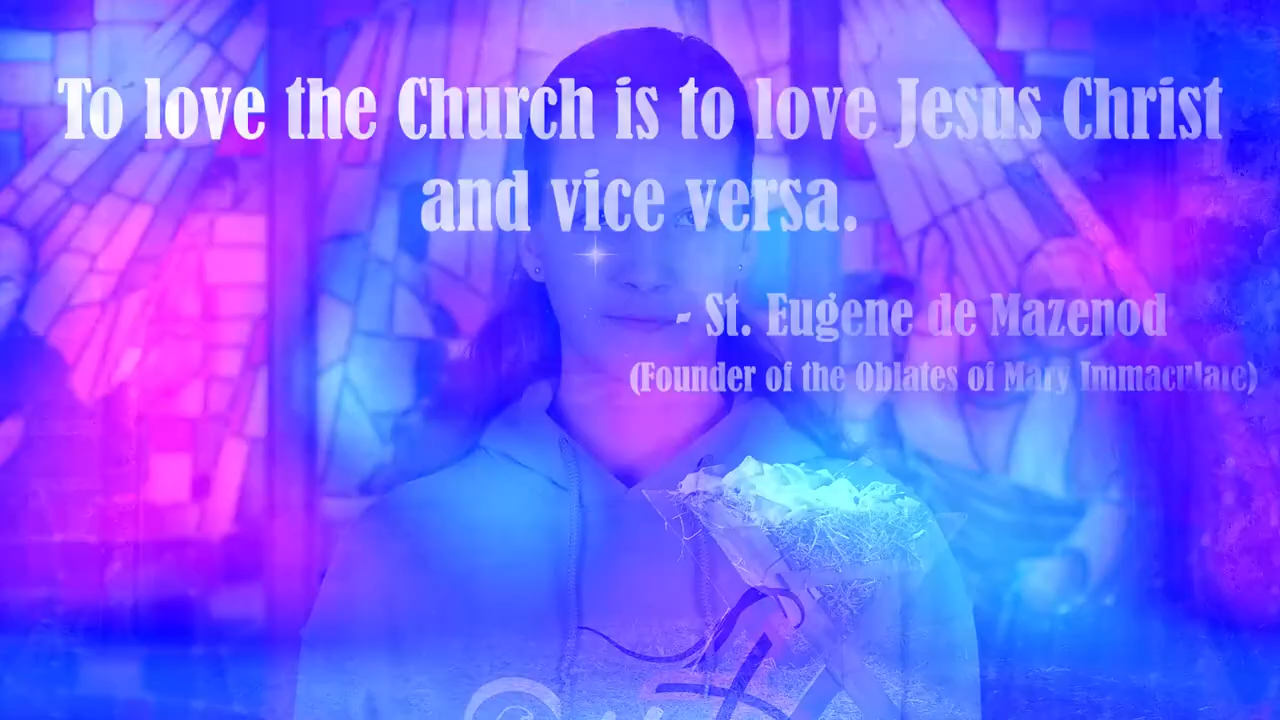 To love the Church is to love Jesus Christ
and vice versa.
- St. Eugene de Mazenod
(Founder of the Oblates of Mary Immaculate)